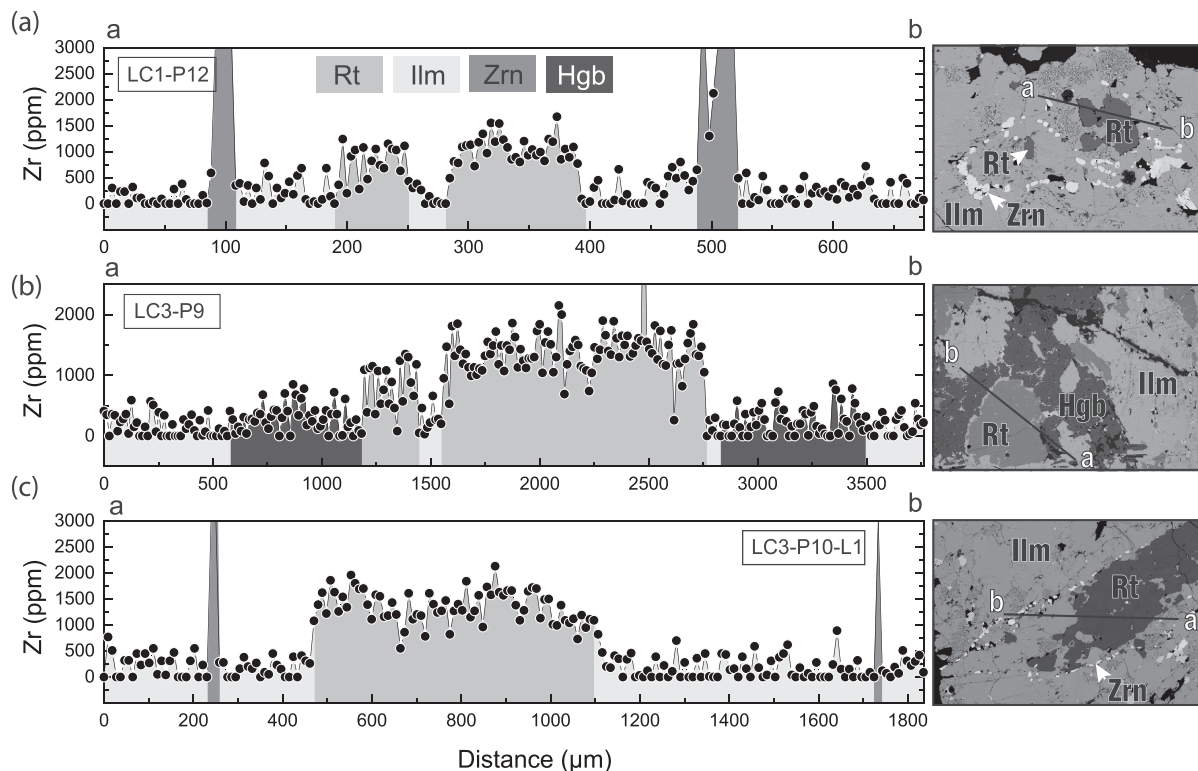 (a)
a
b
Zr (ppm)
3000
2500
2000
1500
1000
500
0
LC1-P12
Rt
Ilm
Zrn
Hgb
0 100 200 300 400 500 600
a
b
Rt
Rt
Ilm
Zrn
(b)
a
b
Zr (ppm)
2000
1000
0
LC3-P9
0 500 1000 1500 2000 2500 3000 3500
b
Ilm
Hgb
Rt
a
(c)
a
b
Zr (ppm)
3000
2500
2000
1500
1000
500
0
LC3-P10-L1
0 200 400 600 800 1000 1200 1400 1600 1800
Distance (µm)
Ilm
Rt
b
a
Zrn